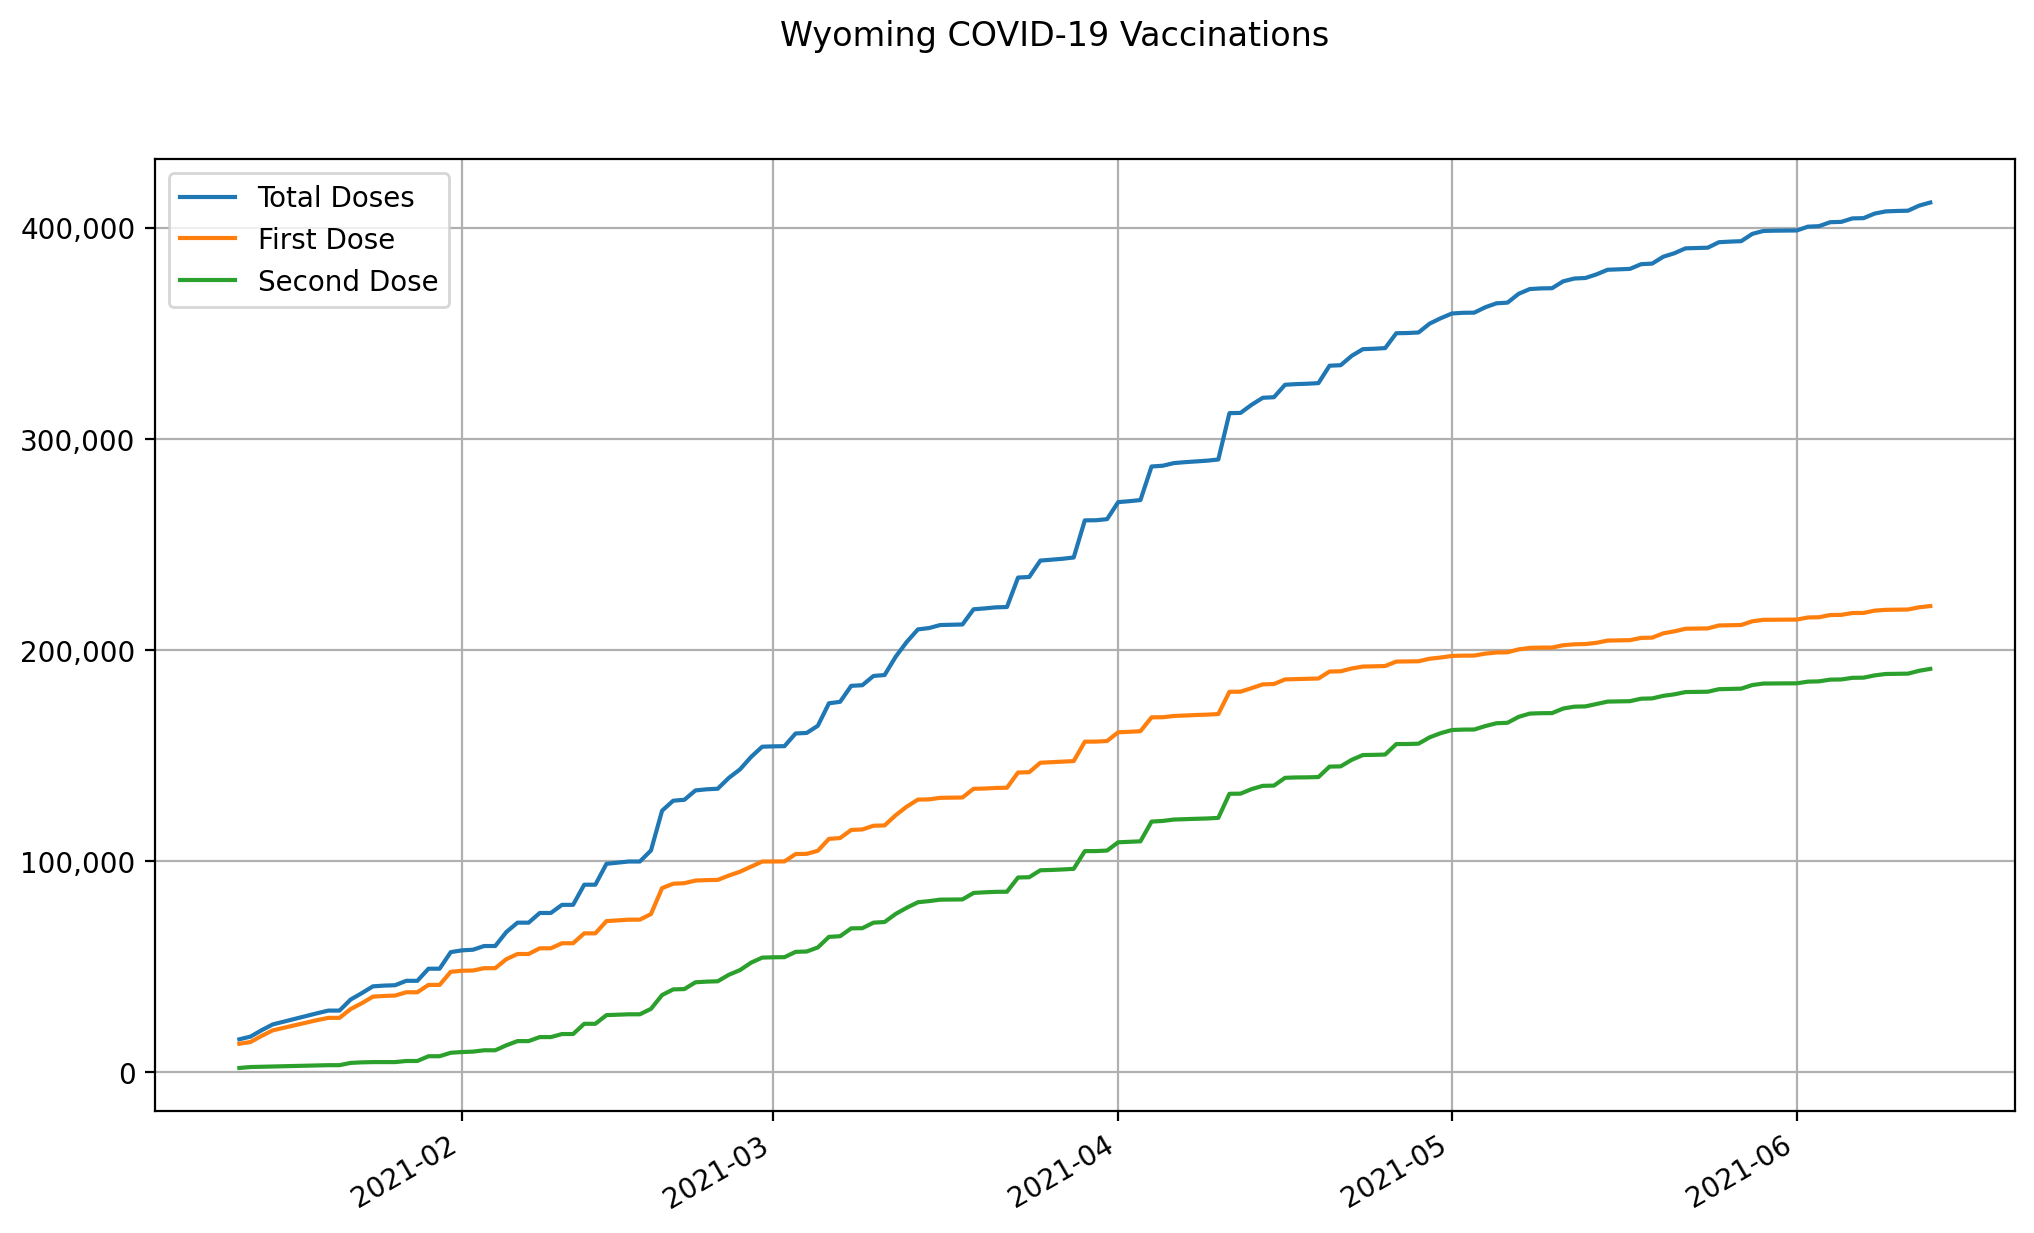 Wyoming COVID-19 Vaccinations
Total Doses
First Dose
Second Dose
400,000
300,000
200,000
100,000
0
2021-02
2021-03
2021-04
2021-05
2021-06